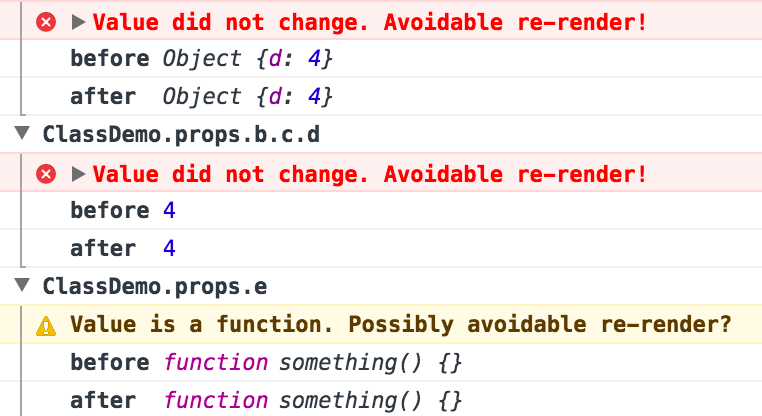 Value did not change. Avoidable re-render!
before Object {d: 4}
after Object {d: 4}
ClassDemo.props.b.c.d
Value did not change. Avoidable re-render!
before 4
after 4
ClassDemo.props.e
Value is a function. Possibly avoidable re-render?
before function something() {}
after function something() {}